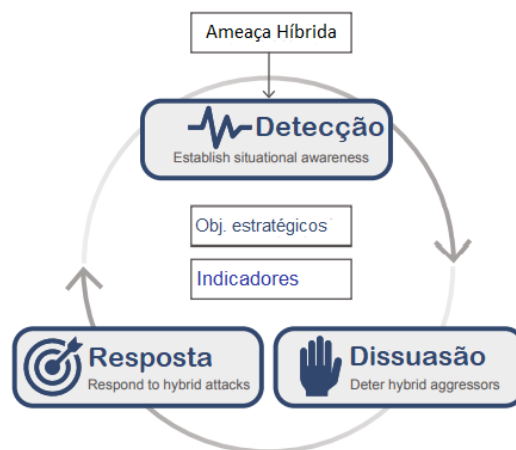 Ameaça Híbrida
Detecção
Establish situational awareness
Obj. estratégicos
Indicadores
Resposta
Respond to hybrid attacks
Dissuasão
Deter hybrid aggressors